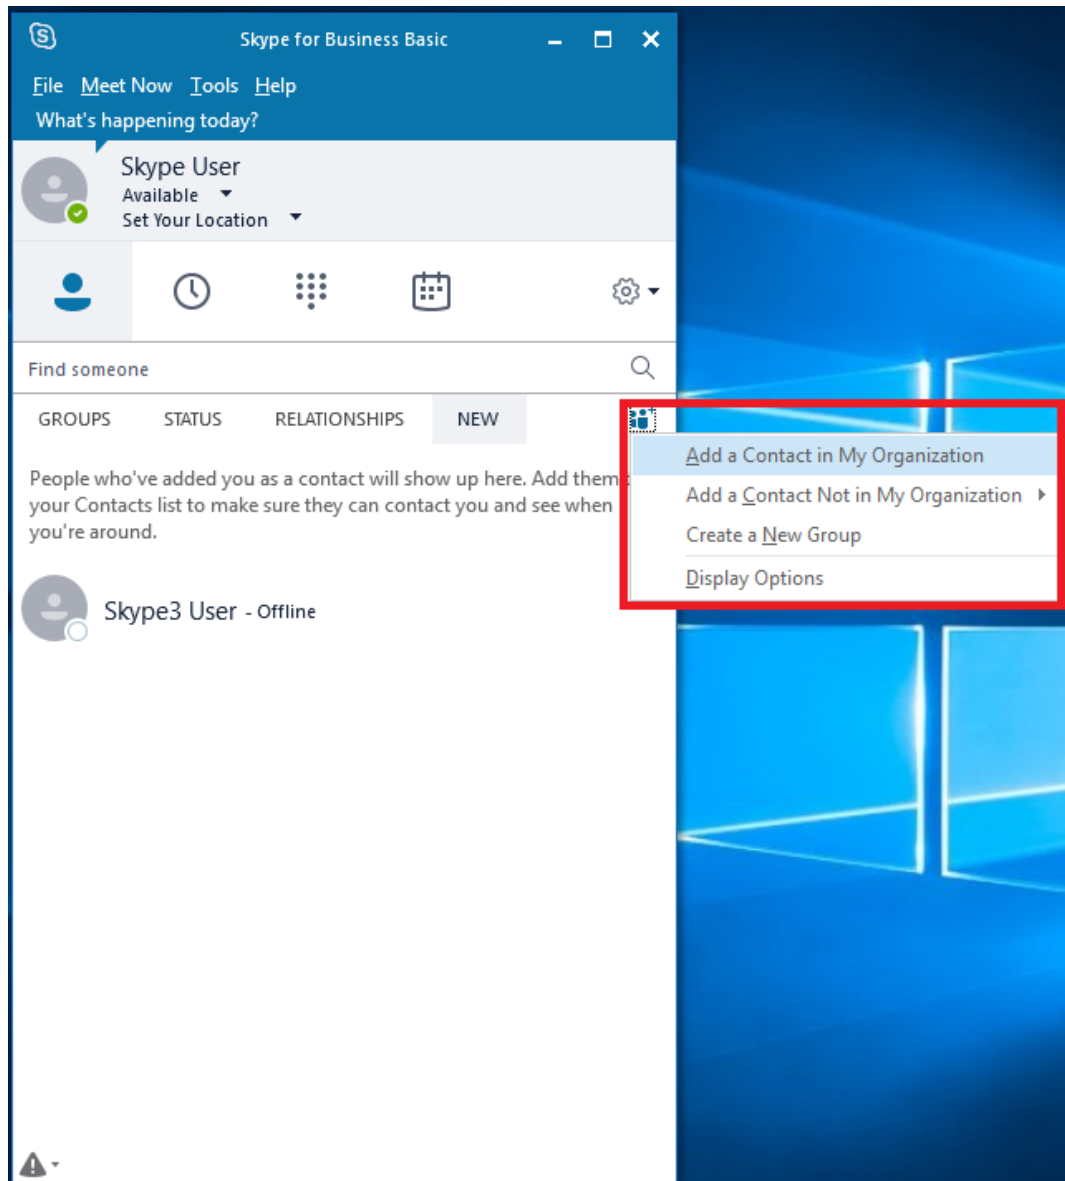 Skype for Business Basic
File Meet Now Tools Help
What's happening today?
Skype User
Available
Set Your Location
Find someone
GROUPS STATUS RELATIONSHIPS NEW
Add a Contact in My Organization
Add a Contact Not in My Organization
Create a New Group
Display Options
People who've added you as a contact will show up here. Add them
your Contacts list to make sure they can contact you and see when
you're around.
Skype3 User - Offline